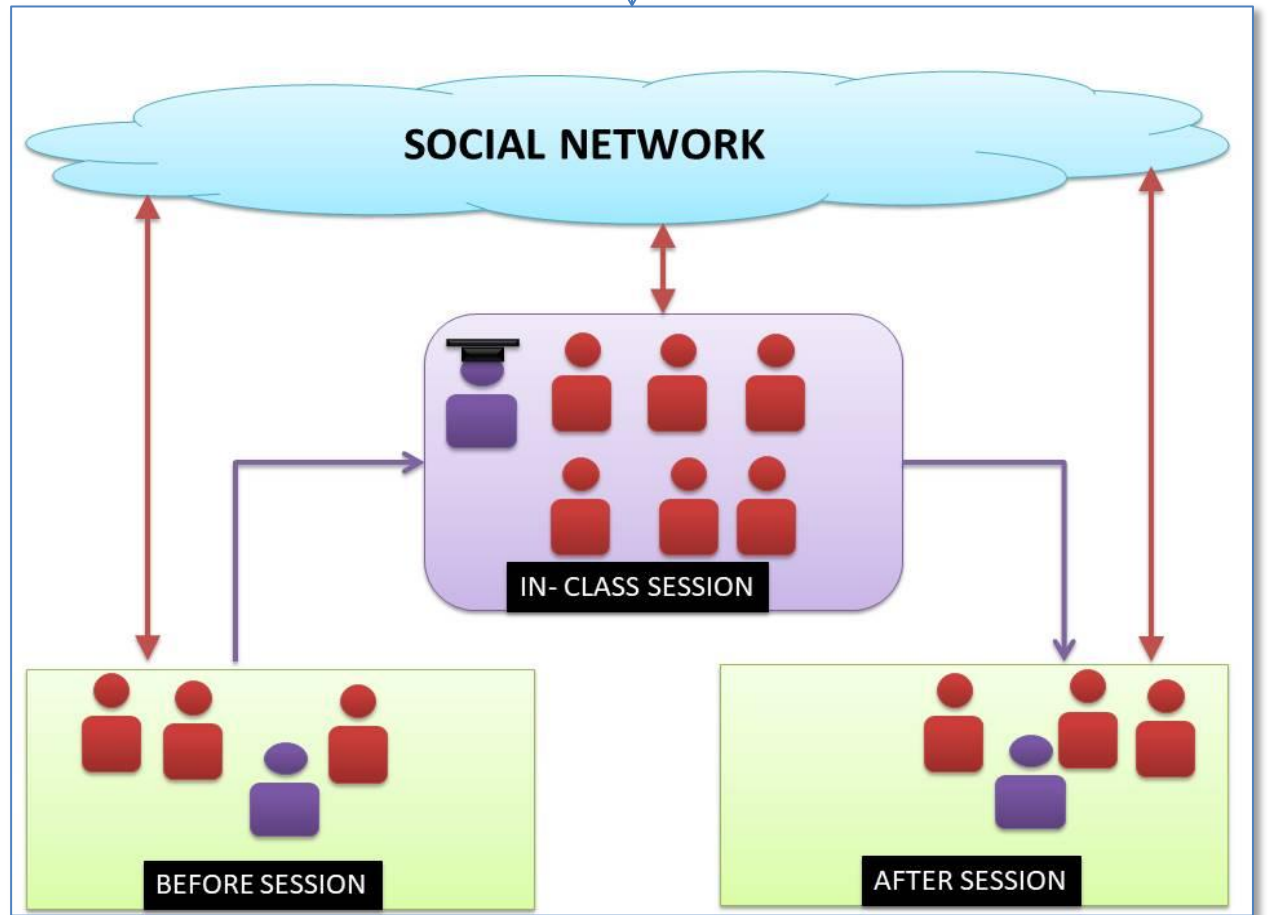 SOCIAL NETWORK
IN- CLASS SESSION
BEFORE SESSION
AFTER SESSION